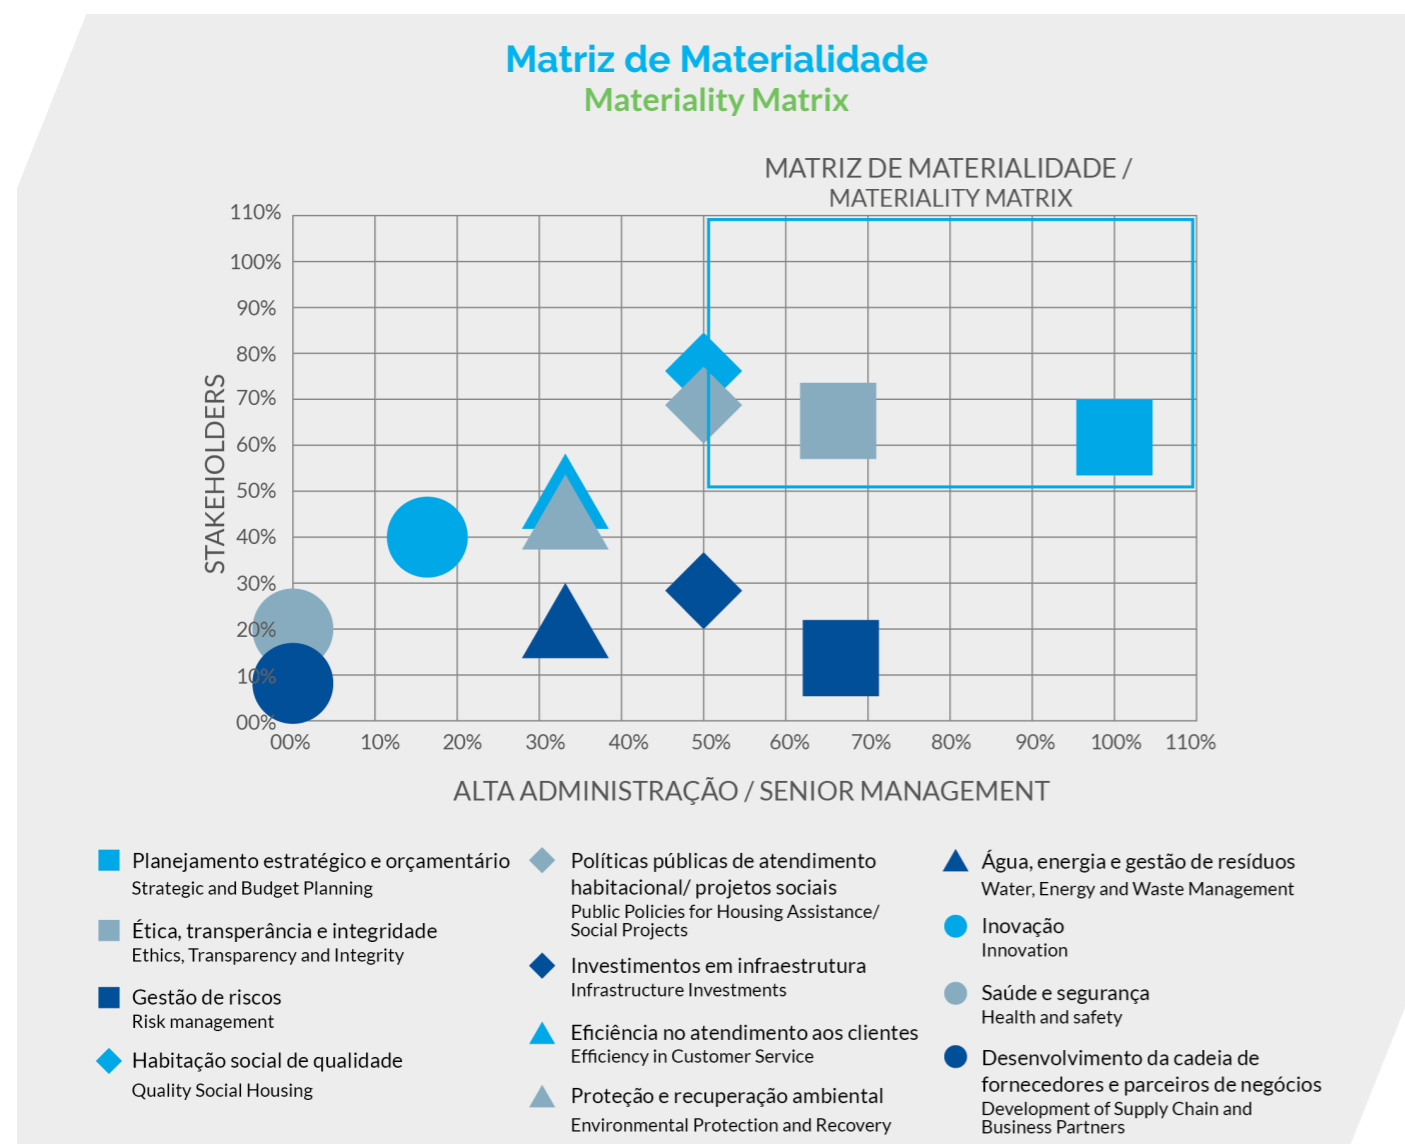 Matriz de Materialidade
Materiality Matrix
MATRIZ DE MATERIALIDADE /
MATERIALITY MATRIX
110%
100%
90%
80%
70%
60%
50%
40%
30%
20%
10%
00%
STAKEHOLDERS
00% 10% 20% 30% 40% 50% 60% 70% 80% 90% 100% 110%
ALTA ADMINISTRAÇÃO / SENIOR MANAGEMENT
Planejamento estratégico e orçamentário
Strategic and Budget Planning
Ética, transperância e integridade
Ethics, Transparency and Integrity
Gestão de riscos
Risk management
Habitação social de qualidade
Quality Social Housing
Políticas públicas de atendimento
habitacional/ projetos sociais
Public Policies for Housing Assistance/
Social Projects
Investimentos em infraestrutura
Infrastructure Investments
Eficiência no atendimento aos clientes
Efficiency in Customer Service
Proteção e recuperação ambiental
Environmental Protection and Recovery
Água, energia e gestão de resíduos
Water, Energy and Waste Management
Inovação
Innovation
Saúde e segurança
Health and safety
Desenvolvimento da cadeia de
fornecedores e parceiros de negócios
Development of Supply Chain and
Business Partners